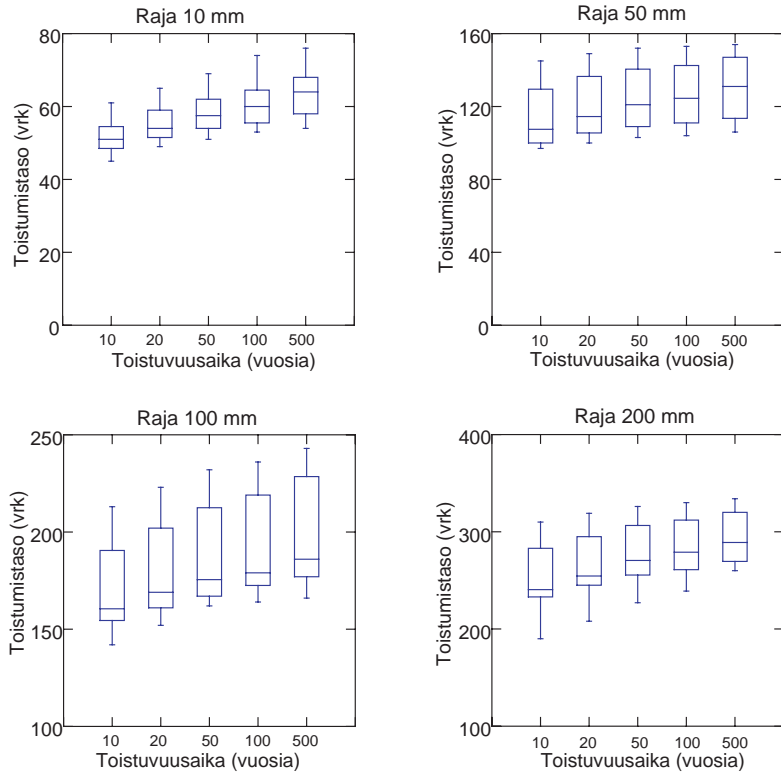 Raja 10 mm
80
60
40
20
0
Toistumistaso (vrk)
10 20 50 100 500
Toistuvuusaika (vuosia)
Raja 50 mm
160
120
80
40
0
Toistumistaso (vrk)
10 20 50 100 500
Toistuvuusaika (vuosia)
Raja 100 mm
250
200
150
100
Toistumistaso (vrk)
10 20 50 100 500
Toistuvuusaika (vuosia)
Raja 200 mm
400
300
200
100
Toistumistaso (vrk)
10 20 50 100 500
Toistuvuusaika (vuosia)